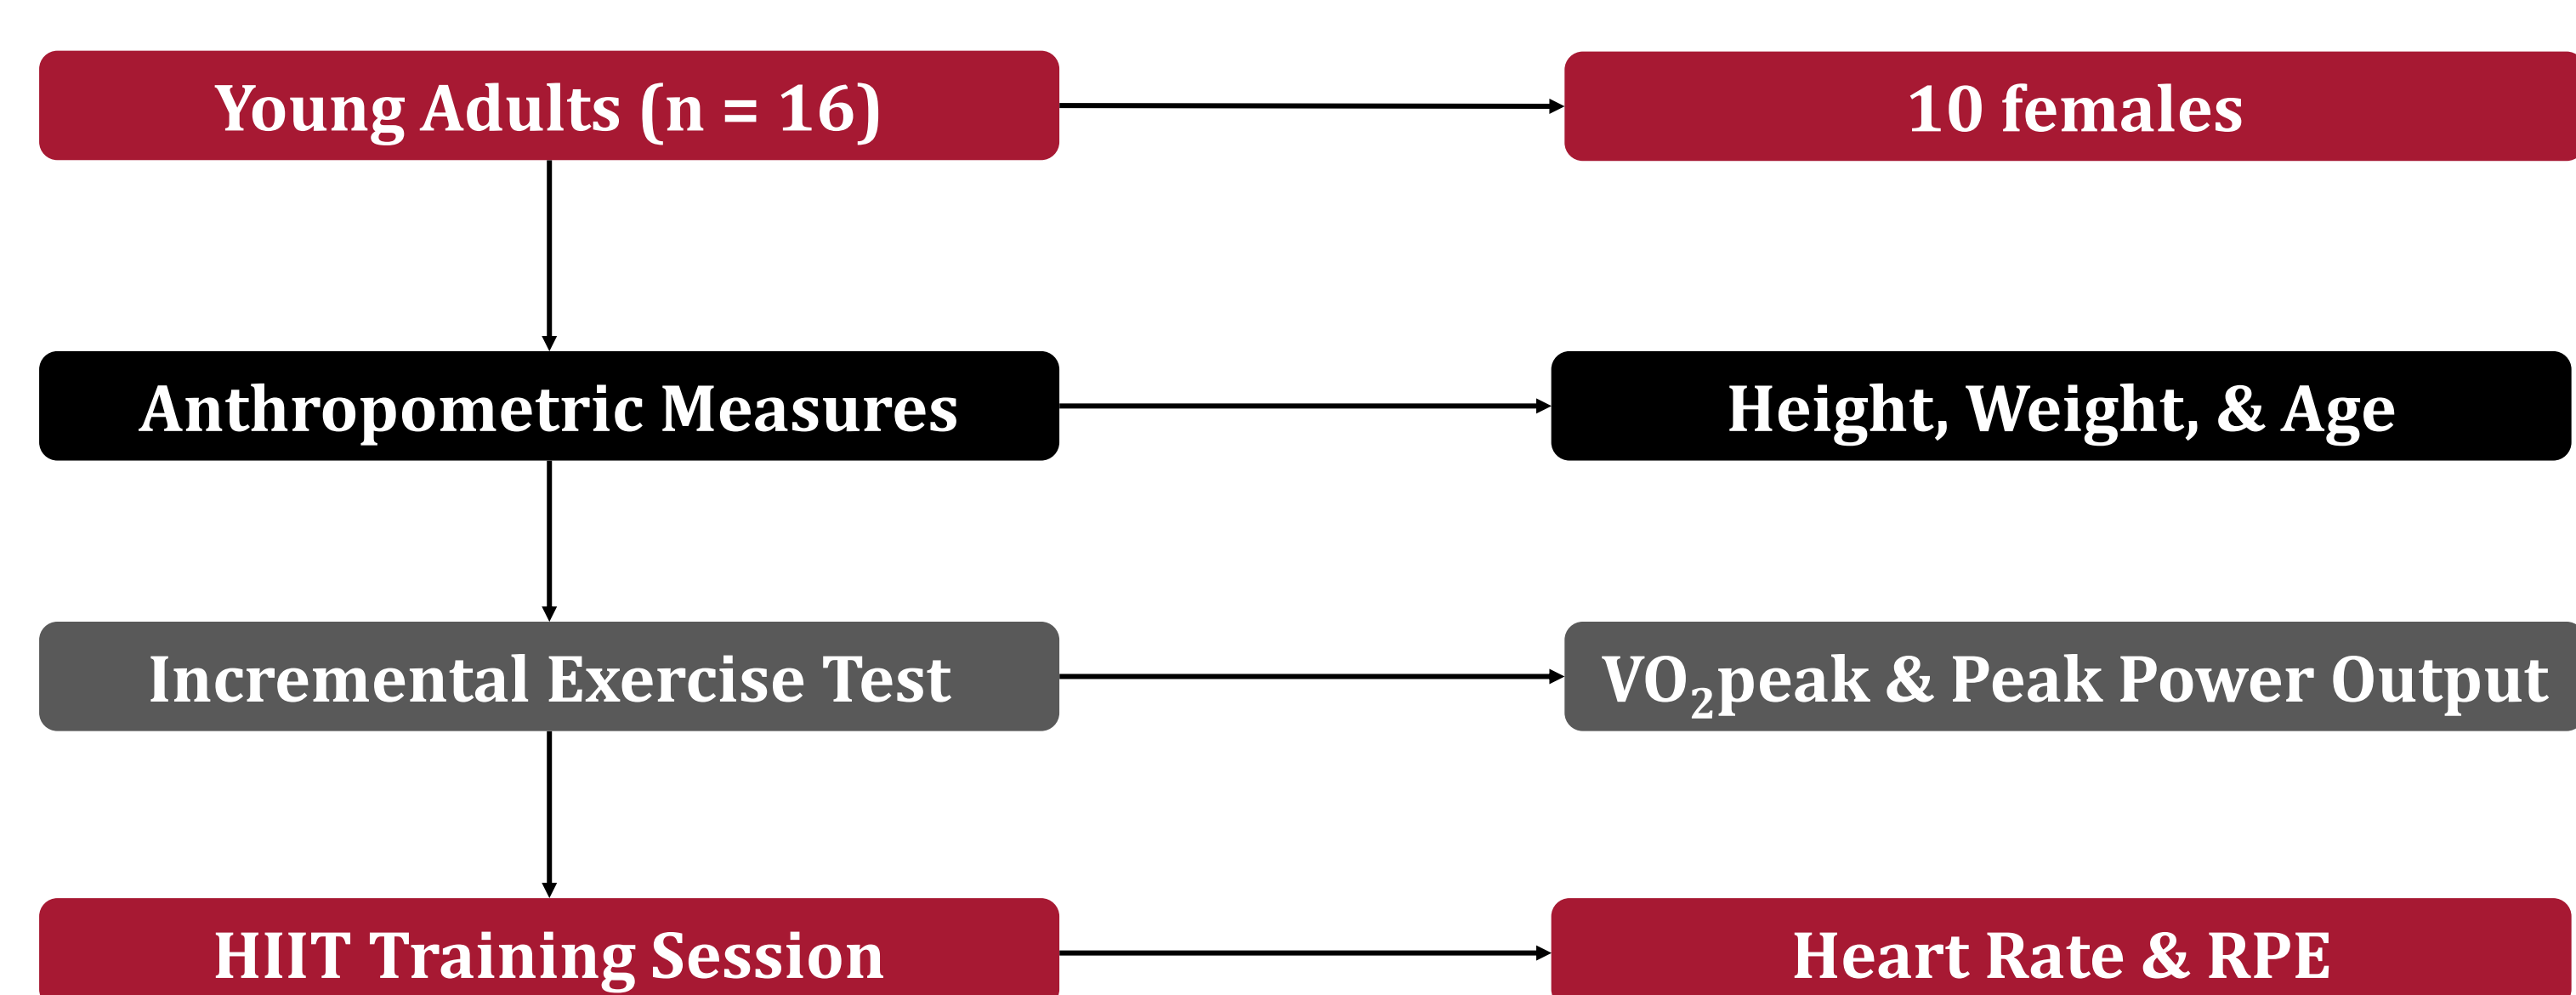 Young Adults (n = 16)
10 females
Anthropometric Measures
Height, Weight, & Age
Incremental Exercise Test
VO₂peak & Peak Power Output
HIIT Training Session
Heart Rate & RPE